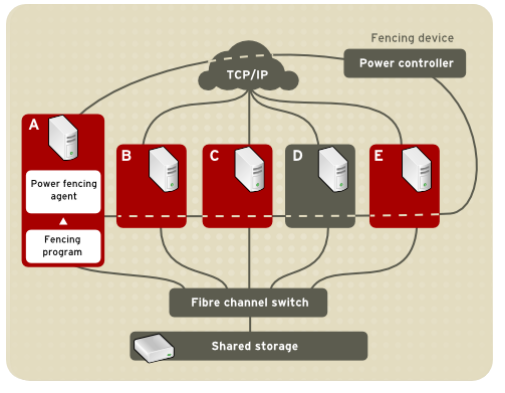 Fencing device
Power controller
TCP/IP
A
B
C
D
E
Power fencing
agent
Fencing
program
Fibre channel switch
Shared storage